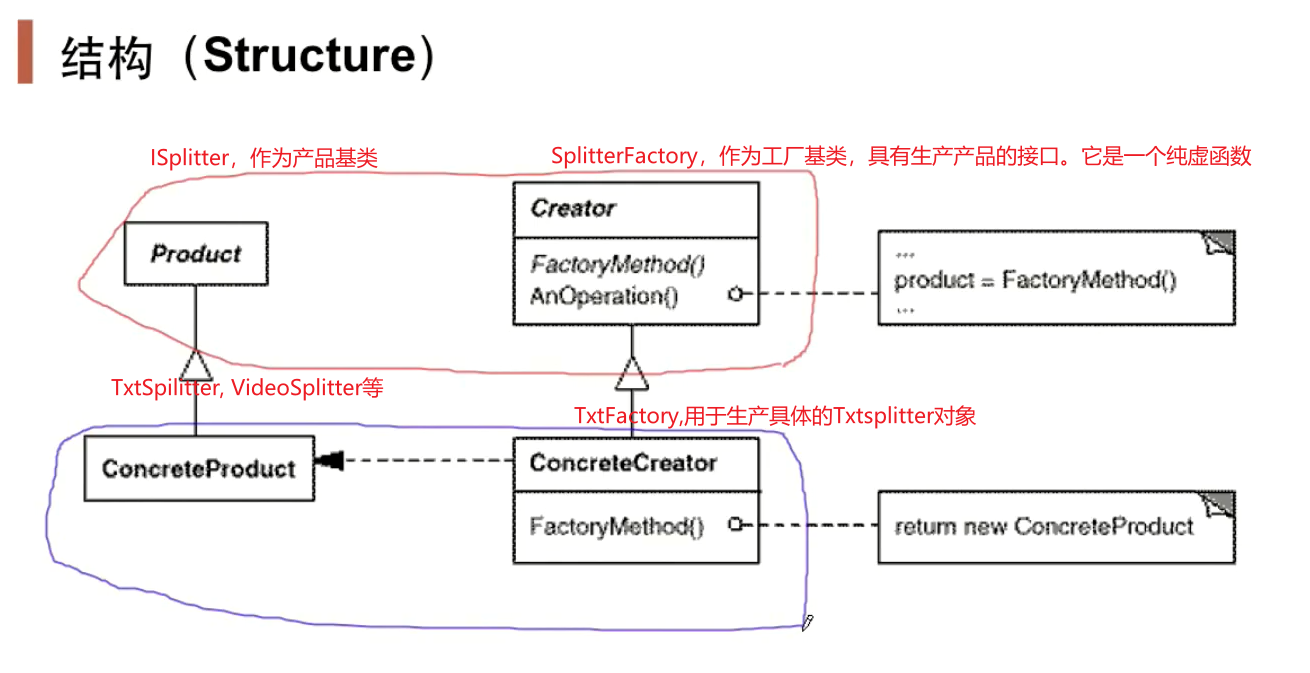 结构（Structure）
ISplitter，作为产品基类
SplitterFactory，作为工厂基类，具有生产产品的接口。它是一个纯虚函数
Creator
Product
FactoryMethod()
AnOperation()
...
product = FactoryMethod()
...
TxtSpilitter, VideoSplitter等
TxtFactory,用于生产具体的Txtsplitter对象
ConcreteProduct
ConcreteCreator
FactoryMethod()
return new ConcreteProduct